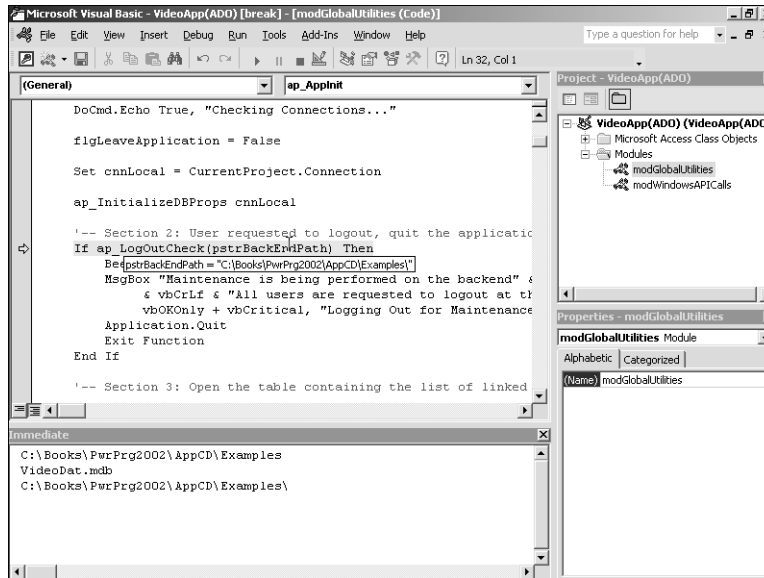 Microsoft Visual Basic - VideoApp(ADO) [break] - [modGlobalUtilities (Code)]
File Edit View Insert Debug Run Tools Add-Ins Window Help
Type a question for help
Ln 32, Col 1
(General)
ap_AppInit
DoCmd.Echo True, "Checking Connections..."
flgLeaveApplication = False
Set cnnLocal = CurrentProject.Connection
ap_InitializeDBProps cnnLocal
'-- Section 2: User requested to logout, quit the applicatio
If ap_LogOutCheck(pstrBackEndPath) Then
Bee
pstrBackEndPath = "C:\Books\PwrPrg2002\AppCD\Examples\"
MsgBox "Maintenance is being performed on the backend" &
& vbCrLf & "All users are requested to logout at th
vbOKOnly + vbCritical, "Logging Out for Maintenance
Application.Quit
Exit Function
End If
'-- Section 3: Open the table containing the list of linked
Project - VideoApp(ADO)
VideoApp(ADO) (VideoApp(ADO
Microsoft Access Class Objects
Modules
modGlobalUtilities
modWindowsAPICalls
Properties - modGlobalUtilities
modGlobalUtilities Module
Alphabetic Categorized
(Name) modGlobalUtilities
Immediate
C:\Books\PwrPrg2002\AppCD\Examples
VideoDat.mdb
C:\Books\PwrPrg2002\AppCD\Examples\